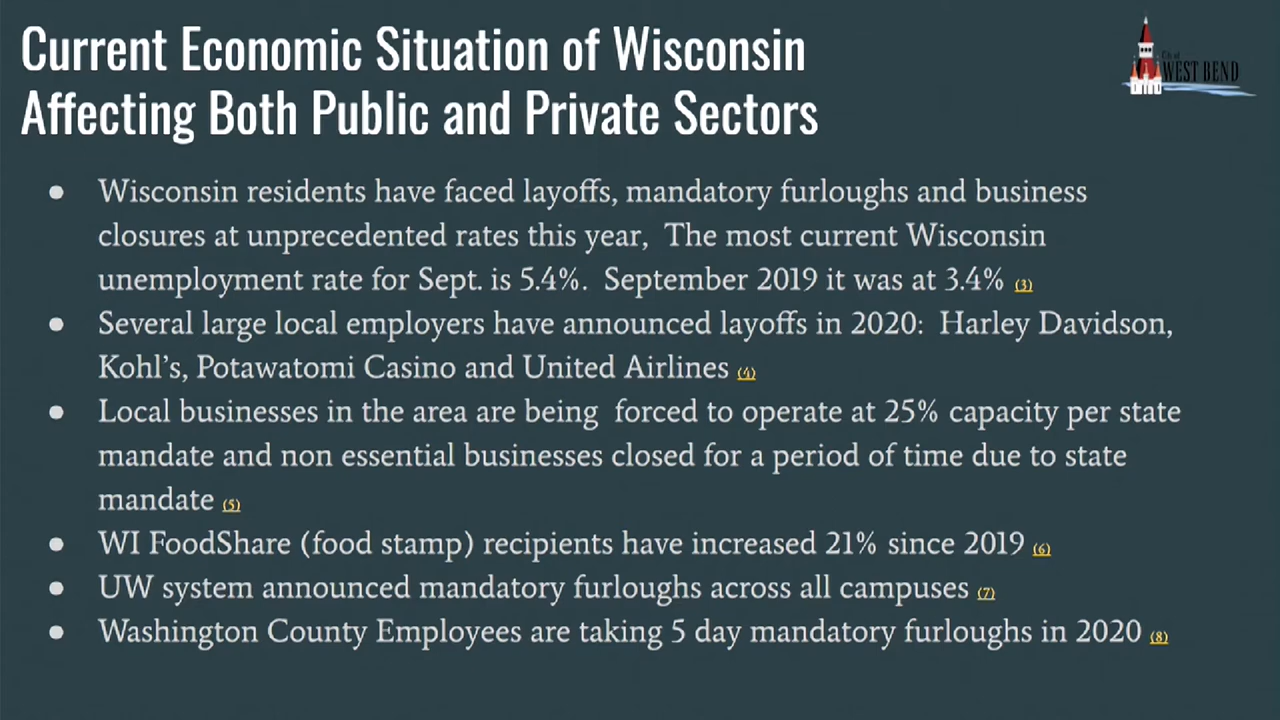 Current Economic Situation of Wisconsin
Affecting Both Public and Private Sectors
City of
WEST BEND
● Wisconsin residents have faced layoffs, mandatory furloughs and business
closures at unprecedented rates this year,  The most current Wisconsin
unemployment rate for Sept. is 5.4%.  September 2019 it was at 3.4% (3)
● Several large local employers have announced layoffs in 2020:  Harley Davidson,
Kohl's, Potawatomi Casino and United Airlines (4)
● Local businesses in the area are being  forced to operate at 25% capacity per state
mandate and non essential businesses closed for a period of time due to state
mandate (5)
● WI FoodShare (food stamp) recipients have increased 21% since 2019 (6)
● UW system announced mandatory furloughs across all campuses (7)
● Washington County Employees are taking 5 day mandatory furloughs in 2020 (8)